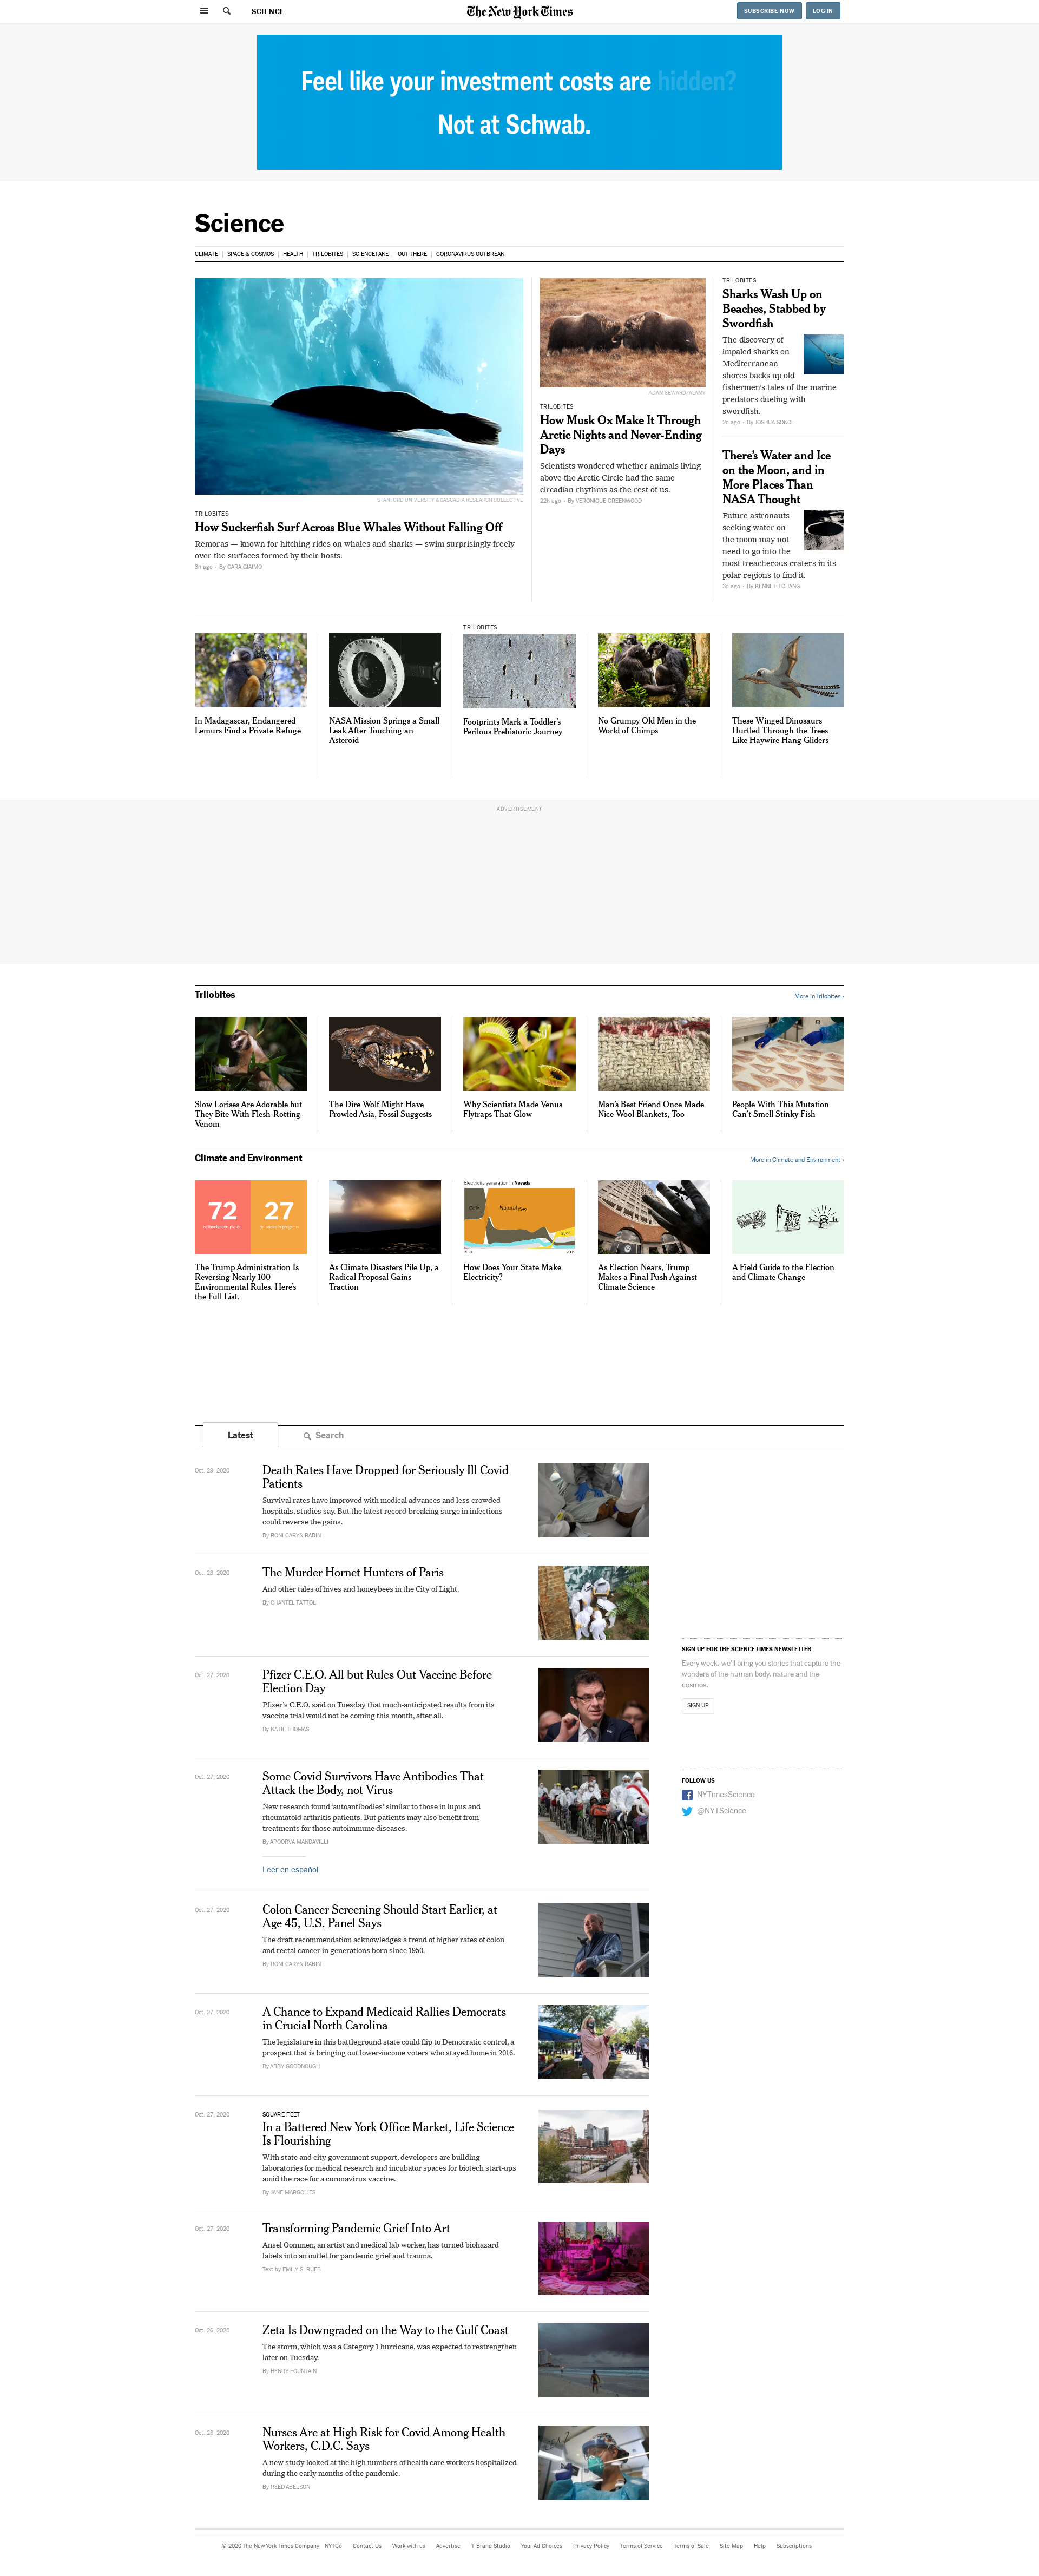 SCIENCE
The New York Times
SUBSCRIBE NOW
LOG IN
Feel like your investment costs are hidden?
Not at Schwab.
Science
CLIMATE
SPACE & COSMOS
HEALTH
TRILOBITES
SCIENCETAKE
OUT THERE
CORONAVIRUS OUTBREAK
STANFORD UNIVERSITY & CASCADIA RESEARCH COLLECTIVE
TRILOBITES
How Suckerfish Surf Across Blue Whales Without Falling Off
Remoras — known for hitching rides on whales and sharks — swim surprisingly freely
over the surfaces formed by their hosts.
3h ago · By CARA GIAIMO
ADAM SEWARD/ALAMY
TRILOBITES
How Musk Ox Make It Through
Arctic Nights and Never-Ending
Days
Scientists wondered whether animals living
above the Arctic Circle had the same
circadian rhythms as the rest of us.
22h ago · By VERONIQUE GREENWOOD
TRILOBITES
Sharks Wash Up on
Beaches, Stabbed by
Swordfish
The discovery of
impaled sharks on
Mediterranean
shores backs up old
fishermen's tales of the marine
predators dueling with
swordfish.
2d ago · By JOSHUA SOKOL
There's Water and Ice
on the Moon, and in
More Places Than
NASA Thought
Future astronauts
seeking water on
the moon may not
need to go into the
most treacherous craters in its
polar regions to find it.
3d ago · By KENNETH CHANG
In Madagascar, Endangered
Lemurs Find a Private Refuge
NASA Mission Springs a Small
Leak After Touching an
Asteroid
TRILOBITES
Footprints Mark a Toddler's
Perilous Prehistoric Journey
No Grumpy Old Men in the
World of Chimps
These Winged Dinosaurs
Hurtled Through the Trees
Like Haywire Hang Gliders
ADVERTISEMENT
Trilobites
More in Trilobites ›
Slow Lorises Are Adorable but
They Bite With Flesh-Rotting
Venom
The Dire Wolf Might Have
Prowled Asia, Fossil Suggests
Why Scientists Made Venus
Flytraps That Glow
Man's Best Friend Once Made
Nice Wool Blankets, Too
People With This Mutation
Can't Smell Stinky Fish
Climate and Environment
More in Climate and Environment ›
72
rollbacks completed
27
rollbacks in progress
The Trump Administration Is
Reversing Nearly 100
Environmental Rules. Here's
the Full List.
As Climate Disasters Pile Up, a
Radical Proposal Gains
Traction
Electricity generation in Nevada
Coal
Natural gas
How Does Your State Make
Electricity?
As Election Nears, Trump
Makes a Final Push Against
Climate Science
A Field Guide to the Election
and Climate Change
Latest
Search
Oct. 29, 2020
Death Rates Have Dropped for Seriously Ill Covid
Patients
Survival rates have improved with medical advances and less crowded
hospitals, studies say. But the latest record-breaking surge in infections
could reverse the gains.
By RONI CARYN RABIN
Oct. 28, 2020
The Murder Hornet Hunters of Paris
And other tales of hives and honeybees in the City of Light.
By CHANTEL TATTOLI
Oct. 27, 2020
Pfizer C.E.O. All but Rules Out Vaccine Before
Election Day
Pfizer's C.E.O. said on Tuesday that much-anticipated results from its
vaccine trial would not be coming this month, after all.
By KATIE THOMAS
Oct. 27, 2020
Some Covid Survivors Have Antibodies That
Attack the Body, not Virus
New research found 'autoantibodies' similar to those in lupus and
rheumatoid arthritis patients. But patients may also benefit from
treatments for those autoimmune diseases.
By APOORVA MANDAVILLI
Leer en español
Oct. 27, 2020
Colon Cancer Screening Should Start Earlier, at
Age 45, U.S. Panel Says
The draft recommendation acknowledges a trend of higher rates of colon
and rectal cancer in generations born since 1950.
By RONI CARYN RABIN
Oct. 27, 2020
A Chance to Expand Medicaid Rallies Democrats
in Crucial North Carolina
The legislature in this battleground state could flip to Democratic control, a
prospect that is bringing out lower-income voters who stayed home in 2016.
By ABBY GOODNOUGH
Oct. 27, 2020
SQUARE FEET
In a Battered New York Office Market, Life Science
Is Flourishing
With state and city government support, developers are building
laboratories for medical research and incubator spaces for biotech start-ups
amid the race for a coronavirus vaccine.
By JANE MARGOLIES
Oct. 27, 2020
Transforming Pandemic Grief Into Art
Ansel Oommen, an artist and medical lab worker, has turned biohazard
labels into an outlet for pandemic grief and trauma.
Text by EMILY S. RUEB
Oct. 26, 2020
Zeta Is Downgraded on the Way to the Gulf Coast
The storm, which was a Category 1 hurricane, was expected to restrengthen
later on Tuesday.
By HENRY FOUNTAIN
Oct. 26, 2020
Nurses Are at High Risk for Covid Among Health
Workers, C.D.C. Says
A new study looked at the high numbers of health care workers hospitalized
during the early months of the pandemic.
By REED ABELSON
SIGN UP FOR THE SCIENCE TIMES NEWSLETTER
Every week, we'll bring you stories that capture the
wonders of the human body, nature and the
cosmos.
SIGN UP
FOLLOW US
NYTimesScience
@NYTScience
© 2020 The New York Times Company
NYTCo
Contact Us
Work with us
Advertise
T Brand Studio
Your Ad Choices
Privacy Policy
Terms of Service
Terms of Sale
Site Map
Help
Subscriptions